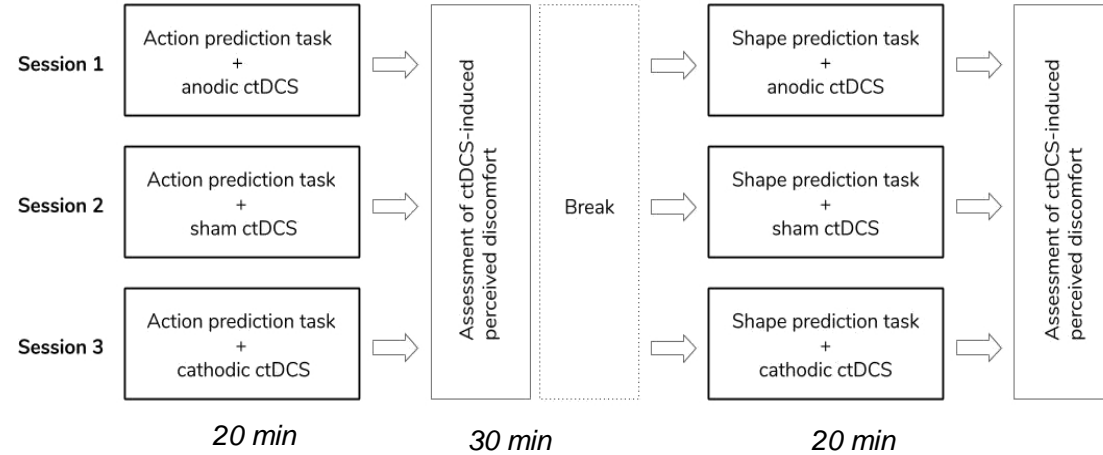 Session 1
Action prediction task
+
anodic ctDCS
Shape prediction task
+
anodic ctDCS
Session 2
Action prediction task
+
sham ctDCS
Assessment of ctDCS-induced
perceived discomfort
Break
Shape prediction task
+
sham ctDCS
Assessment of ctDCS-induced
perceived discomfort
Session 3
Action prediction task
+
cathodic ctDCS
Shape prediction task
+
cathodic ctDCS
20 min
30 min
20 min